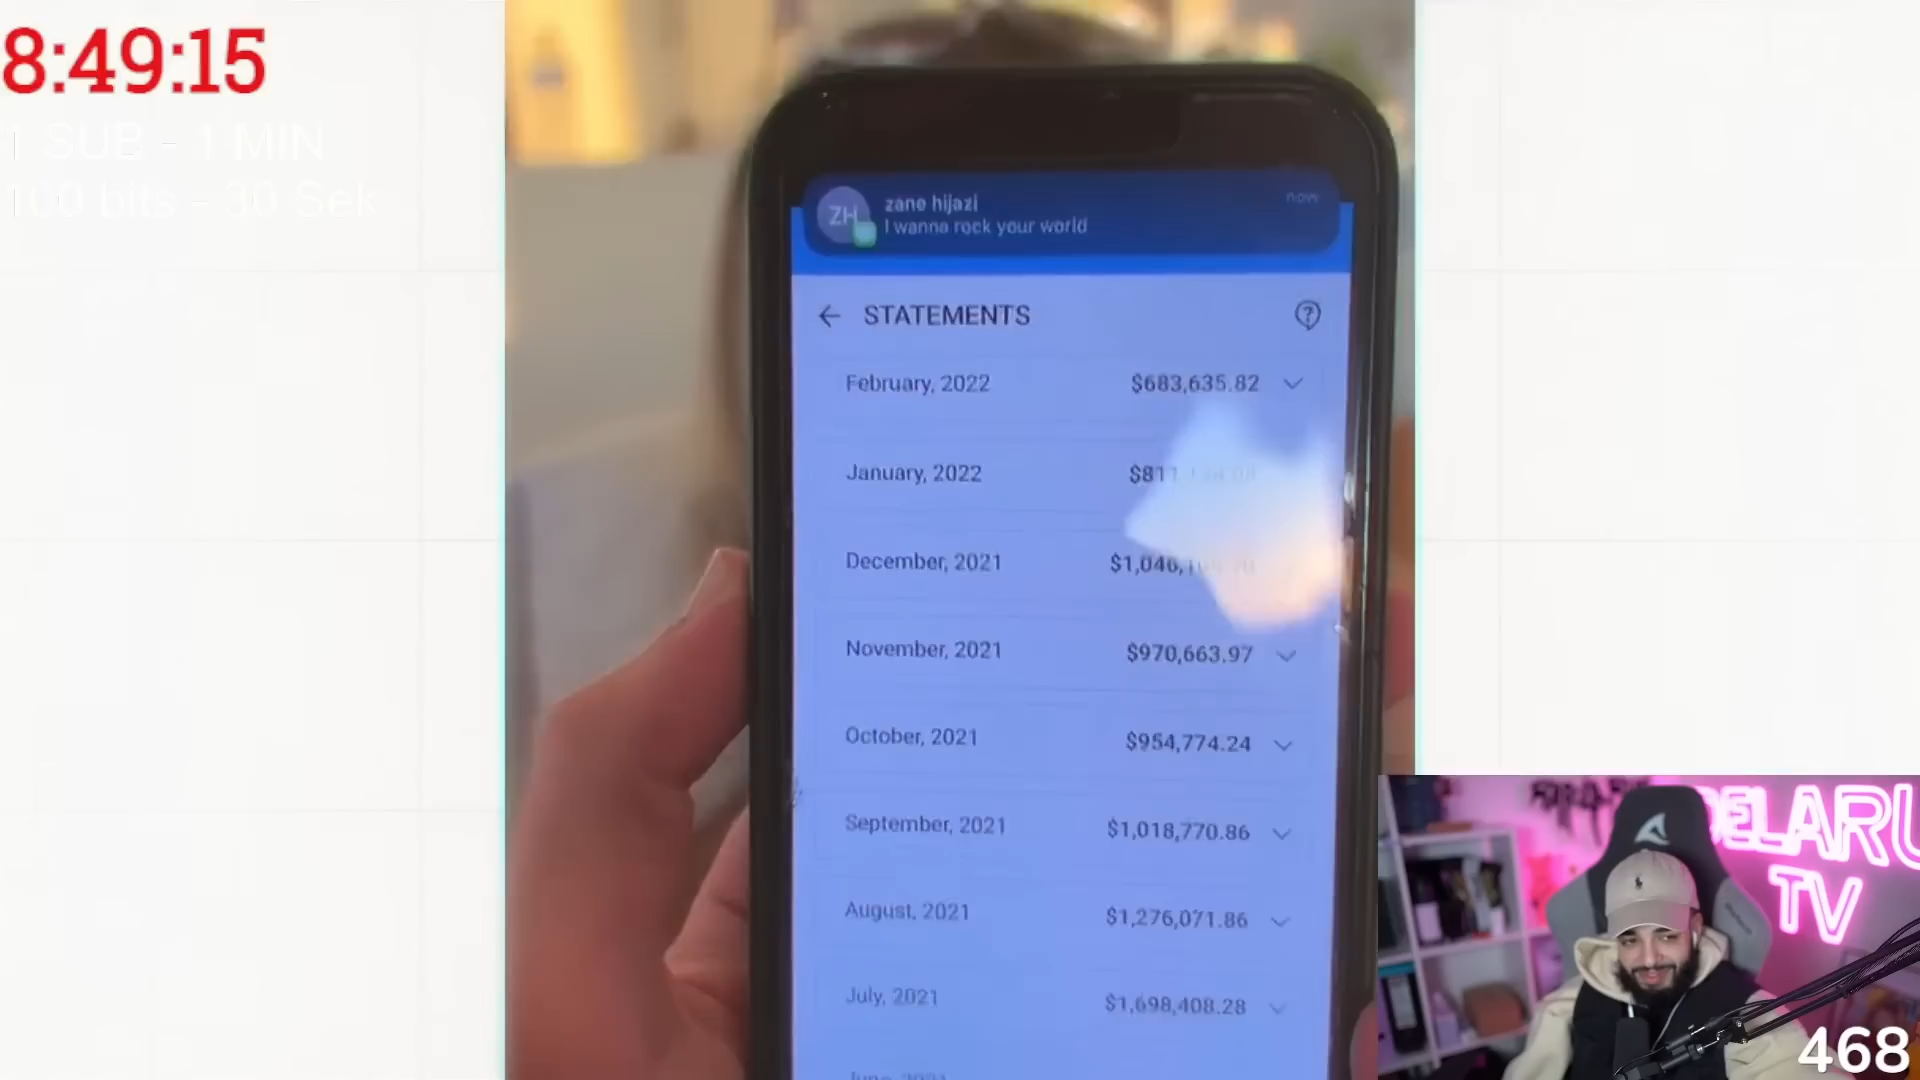 8:49:15
1 SUB - 1 MIN
100 bits - 30 Sek
ZH
zane hijazi
now
I wanna rock your world
STATEMENTS
February, 2022 $683,635.82
January, 2022
December, 2021
November, 2021 $970,663.97
October, 2021 $954,774.24
September, 2021 $1,018,770.86
August, 2021 $1,276,071.86
July, 2021 $1,698,408.28
June, 2021
TV
468